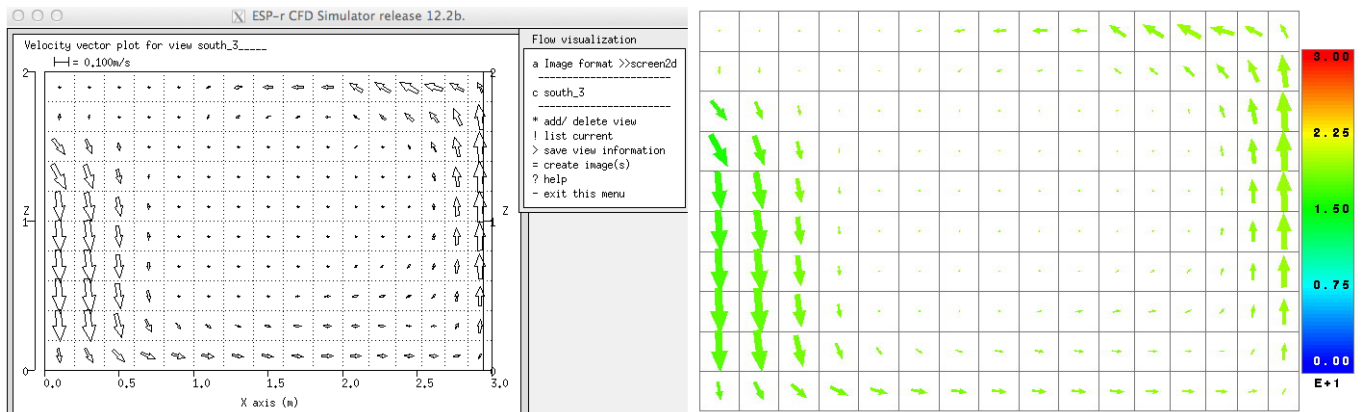 ESP-r CFD Simulator release 12.2b.
Velocity vector plot for view south_3_____
= 0.100m/s
Flow visualization
a Image format >>screen2d
c south_3
* add/ delete view
! list current
> save view information
= create image(s)
? help
- exit this menu
2
1
0
Z
2
Z
1
0
0.0 0.5 1.0 1.5 2.0 2.5 3.0
X axis (m)
3.00
2.25
1.50
0.75
0.00
E+1